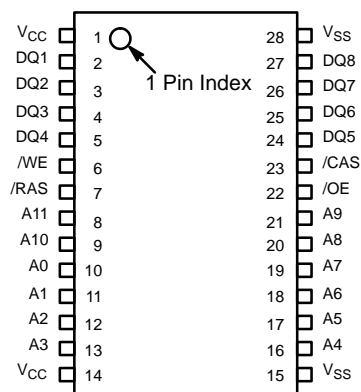 VCC 1 28 VSS
DQ1 2 27 DQ8
1 Pin Index
DQ2 3 26 DQ7
DQ3 4 25 DQ6
DQ4 5 24 DQ5
/WE 6 23 /CAS
/RAS 7 22 /OE
A11 8 21 A9
A10 9 20 A8
A0 10 19 A7
A1 11 18 A6
A2 12 17 A5
A3 13 16 A4
VCC 14 15 VSS